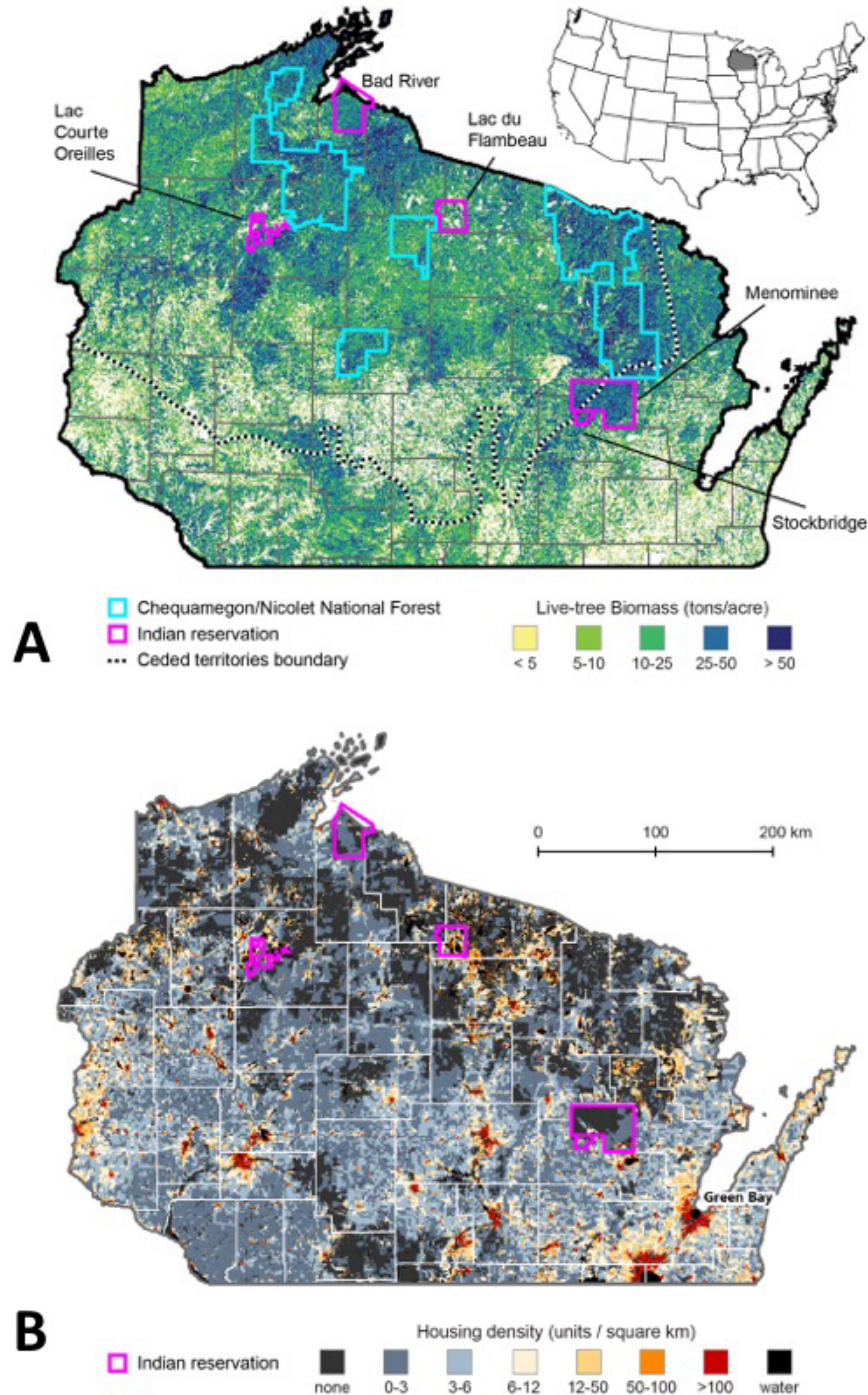 Bad River
Lac
Courte
Oreilles
Lac du
Flambeau
Menominee
Stockbridge
A
Chequamegon/Nicolet National Forest
Indian reservation
Ceded territories boundary
Live-tree Biomass (tons/acre)
< 5 5-10 10-25 25-50 > 50
0 100 200 km
Green Bay
B
Indian reservation
Housing density (units / square km)
none 0-3 3-6 6-12 12-50 50-100 >100 water